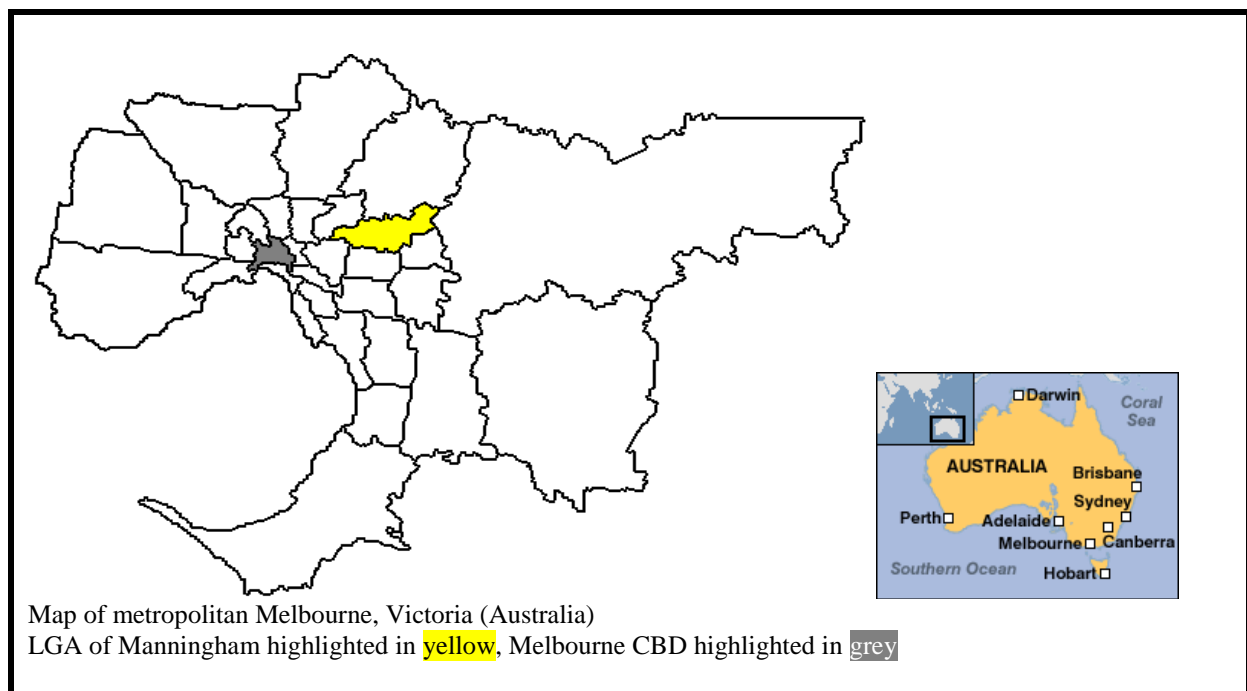 Darwin
Coral
Sea
AUSTRALIA
Brisbane
Sydney
Perth
Adelaide
Melbourne
Canberra
Southern Ocean
Hobart
Map of metropolitan Melbourne, Victoria (Australia)
LGA of Manningham highlighted in yellow, Melbourne CBD highlighted in grey